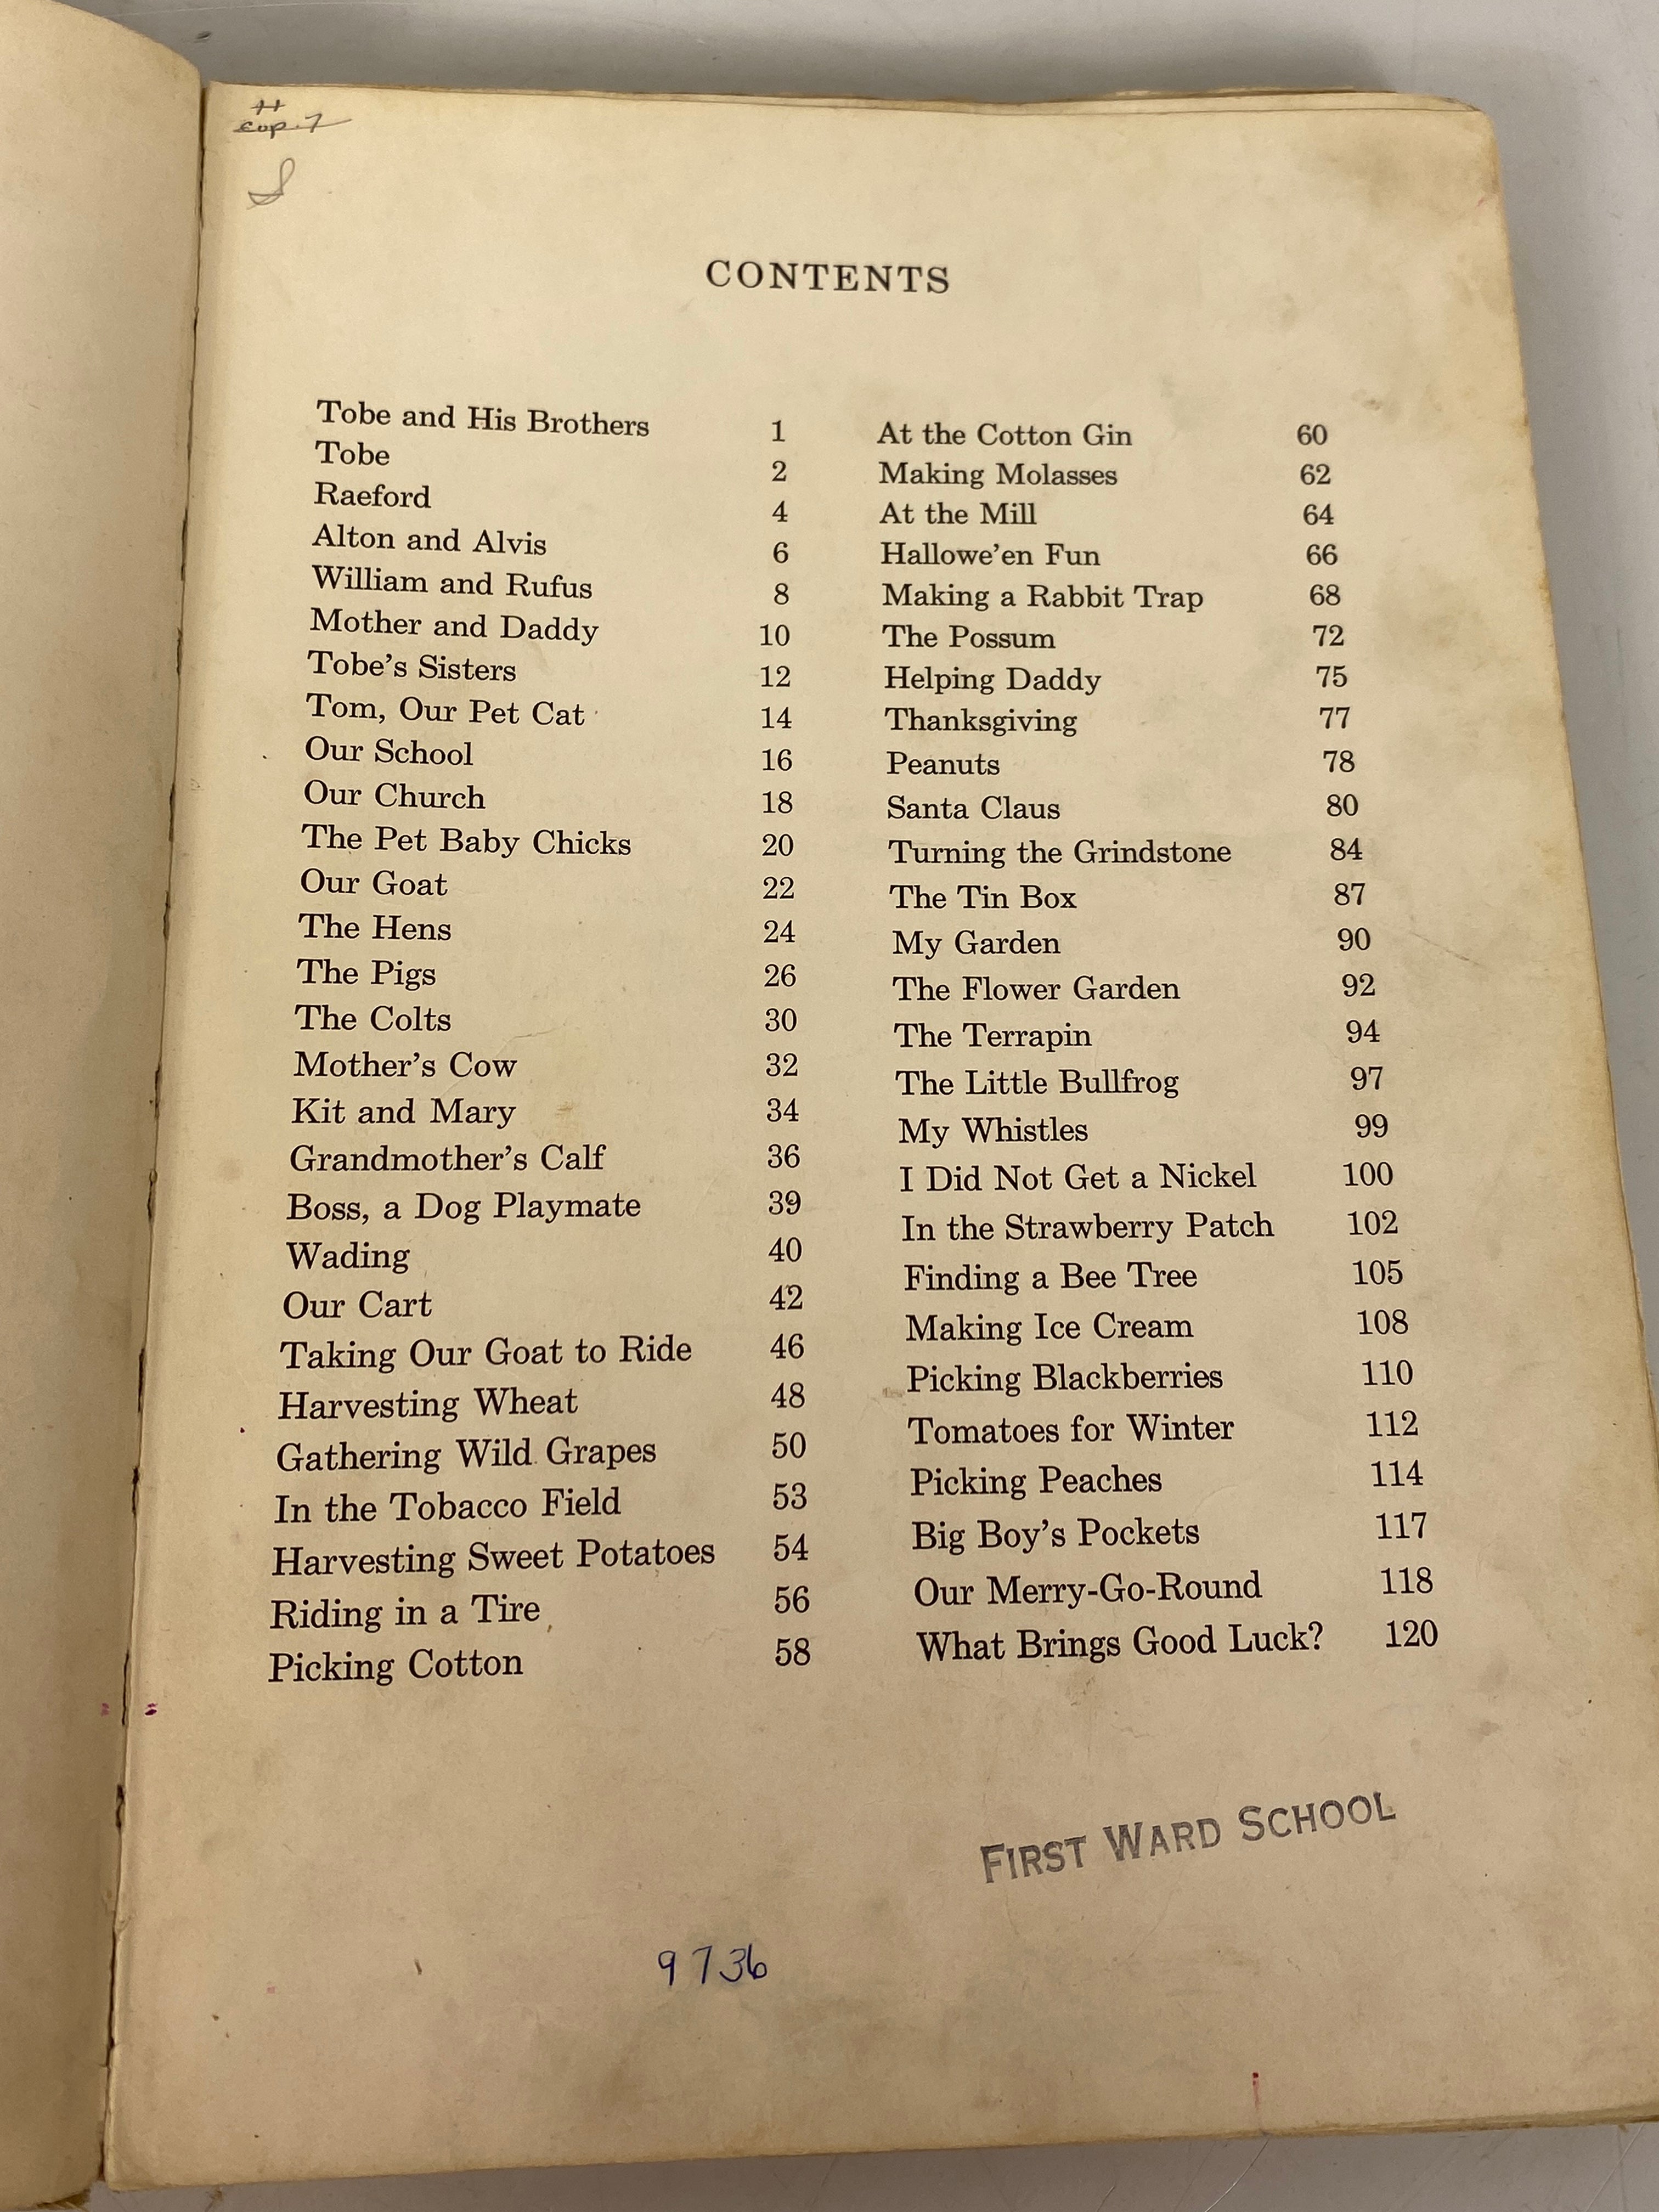 cop. 7
CONTENTS
Tobe and His Brothers 1
Tobe 2
Raeford 4
Alton and Alvis 6
William and Rufus 8
Mother and Daddy 10
Tobe's Sisters 12
Tom, Our Pet Cat 14
Our School 16
Our Church 18
The Pet Baby Chicks 20
Our Goat 22
The Hens 24
The Pigs 26
The Colts 30
Mother's Cow 32
Kit and Mary 34
Grandmother's Calf 36
Boss, a Dog Playmate 39
Wading 40
Our Cart 42
Taking Our Goat to Ride 46
Harvesting Wheat 48
Gathering Wild Grapes 50
In the Tobacco Field 53
Harvesting Sweet Potatoes 54
Riding in a Tire 56
Picking Cotton 58
At the Cotton Gin 60
Making Molasses 62
At the Mill 64
Hallowe'en Fun 66
Making a Rabbit Trap 68
The Possum 72
Helping Daddy 75
Thanksgiving 77
Peanuts 78
Santa Claus 80
Turning the Grindstone 84
The Tin Box 87
My Garden 90
The Flower Garden 92
The Terrapin 94
The Little Bullfrog 97
My Whistles 99
I Did Not Get a Nickel 100
In the Strawberry Patch 102
Finding a Bee Tree 105
Making Ice Cream 108
Picking Blackberries 110
Tomatoes for Winter 112
Picking Peaches 114
Big Boy's Pockets 117
Our Merry-Go-Round 118
What Brings Good Luck? 120
FIRST WARD SCHOOL
9736